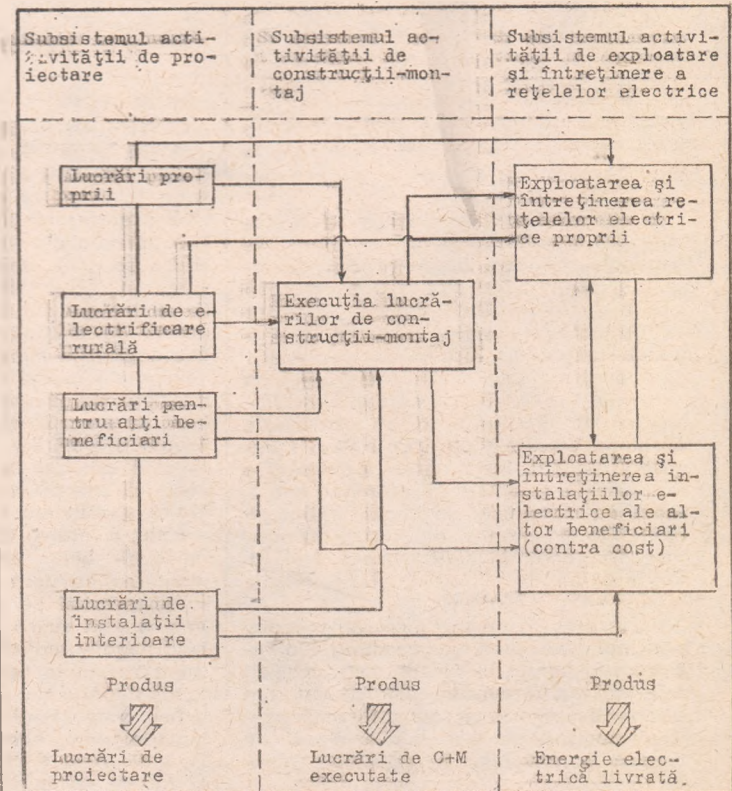 Subsistemul acti-
vității de pro-
iectare
Subsistemul ac-
tivității de
construcții-mon-
taj
Subsistemul activi-
tății de exploatare
și întreținere a
rețelelor electrice
Lucrări pro-
prii
Exploatarea și
întreținerea re-
țelelor electri-
ce proprii
Lucrări de e-
lectrificare
rurală
Execuția lucră-
rilor de con-
strucții-montaj
Lucrări pen-
tru alți be-
neficiari
Exploatarea și
întreținerea in-
stalațiilor e-
lectrice ale al-
tor beneficiari
(contra cost)
Lucrări de
instalații
interioare
Produs
Produs
Produs
Lucrări de
proiectare
Lucrări de C+M
executate
Energie elec-
trică livrată.